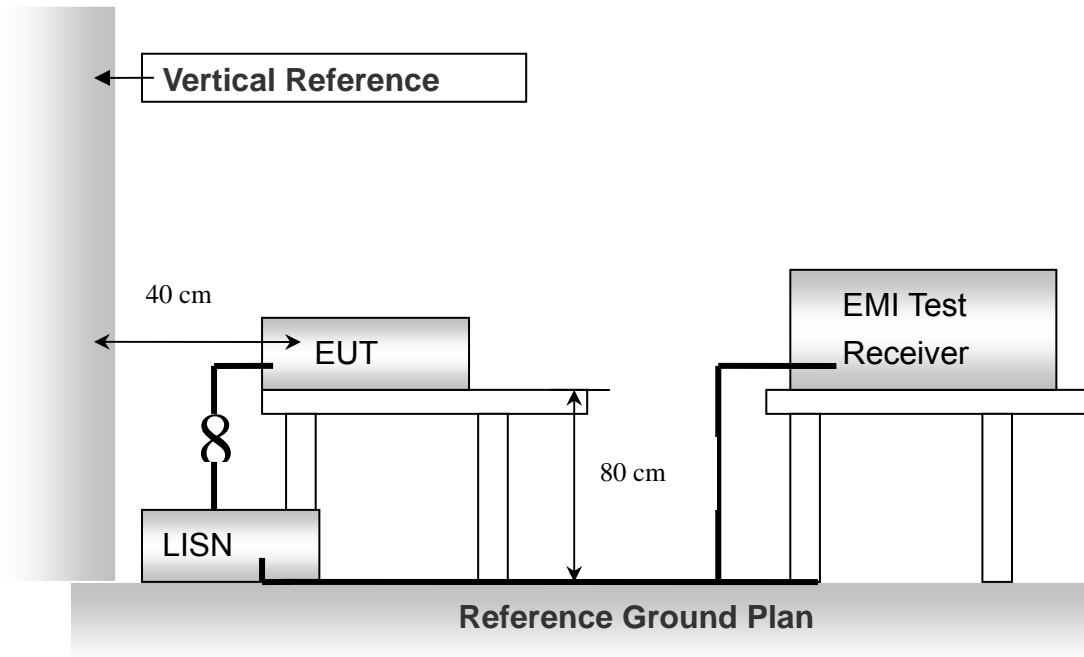 Vertical Reference
40 cm
EUT
EMI Test
Receiver
80 cm
LISN
Reference Ground Plan